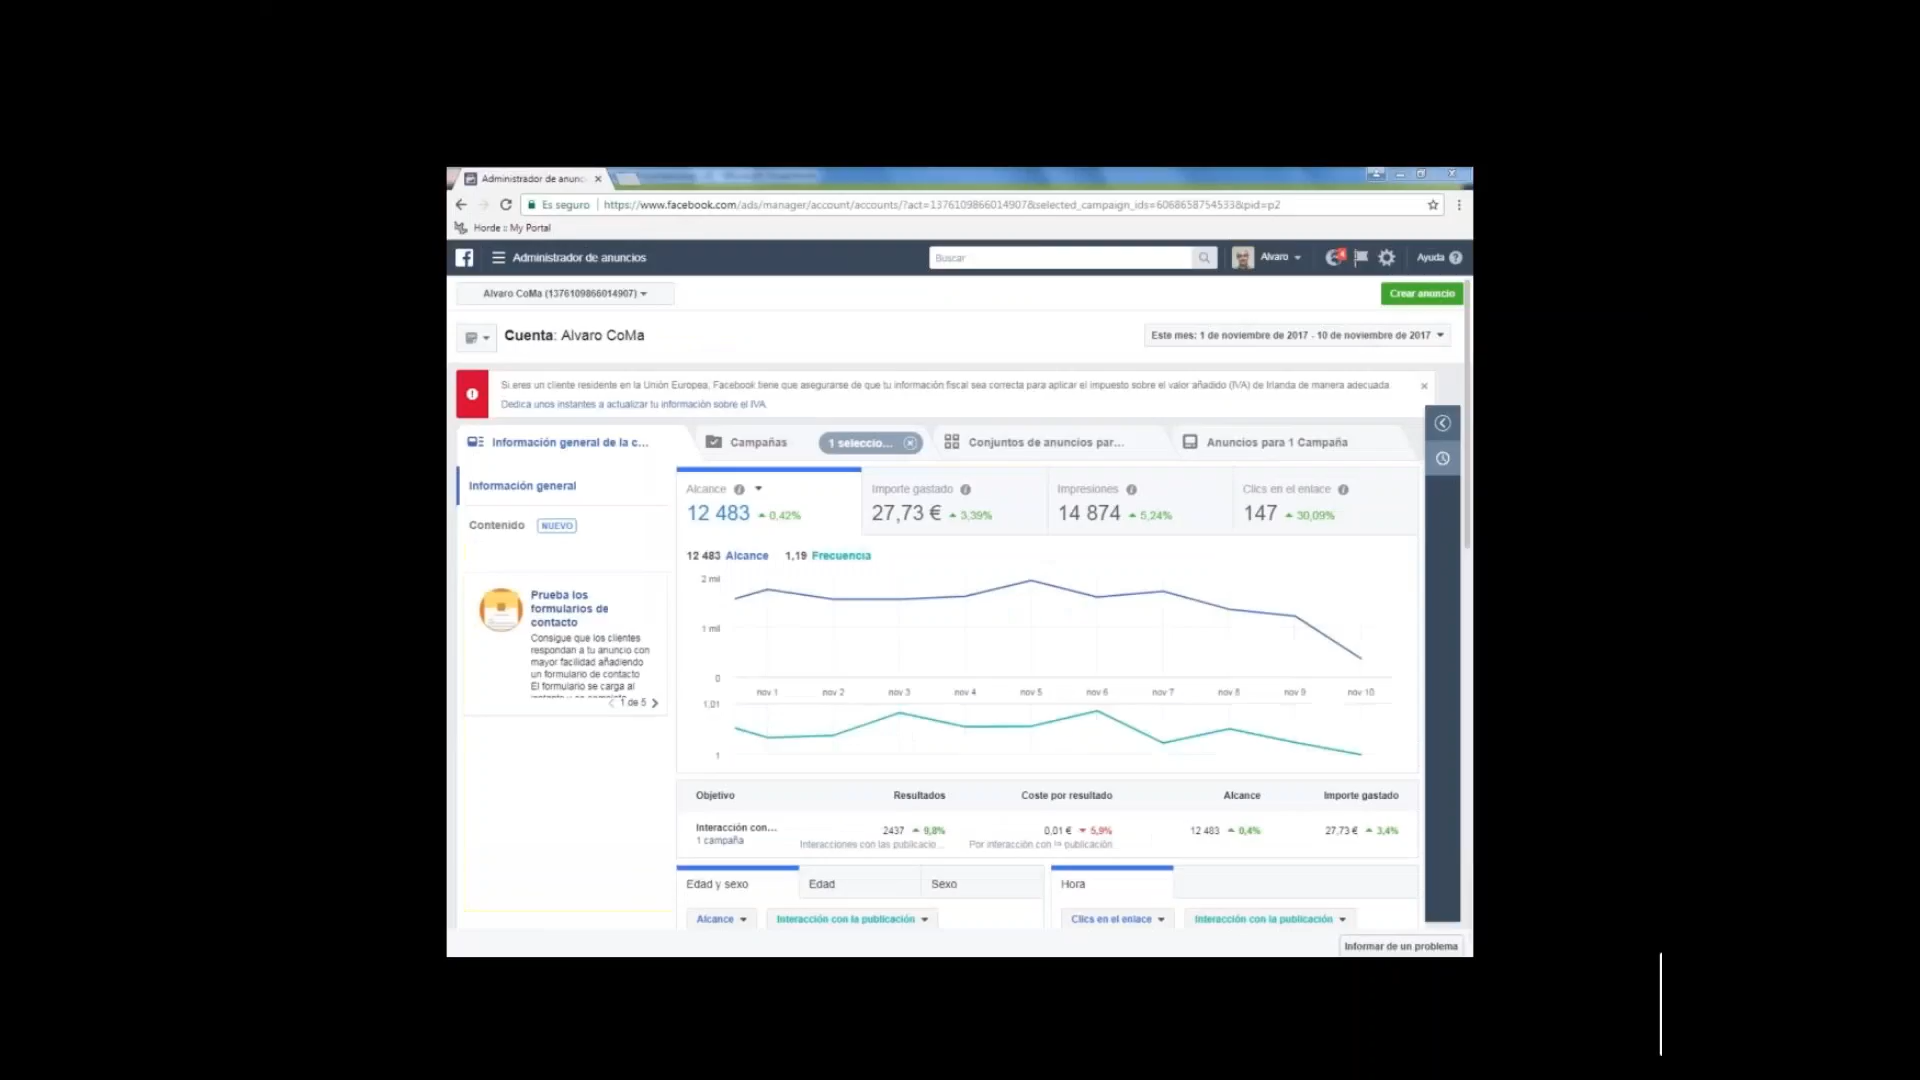 Administrador de anunc
Es seguro | https://www.facebook.com/ads/manager/account/accounts/?act=1376109866014907&selected_campaign_ids=6068658754533&pid=p2
Horde :: My Portal
Administrador de anuncios
Buscar
Alvaro
Ayuda
Alvaro CoMa (1376109866014907)
Crear anuncio
Cuenta: Alvaro CoMa
Este mes: 1 de noviembre de 2017 - 10 de noviembre de 2017
Si eres un cliente residente en la Unión Europea, Facebook tiene que asegurarse de que tu información fiscal sea correcta para aplicar el impuesto sobre el valor añadido (IVA) de Irlanda de manera adecuada
Dedica unos instantes a actualizar tu información sobre el IVA.
Información general de la c...
Campañas
1 seleccio...
Conjuntos de anuncios par...
Anuncios para 1 Campaña
Información general
Contenido NUEVO
Prueba los
formularios de
contacto
Consigue que los clientes
respondan a tu anuncio con
mayor facilidad añadiendo
un formulario de contacto
El formulario se carga al
1 de 5
Alcance
12 483 0,42%
Importe gastado
27,73 € 3,39%
Impresiones
14 874 5,24%
Clics en el enlace
147 30,09%
12 483 Alcance 1,19 Frecuencia
2 mil
1 mil
0
nov 1 nov 2 nov 3 nov 4 nov 5 nov 6 nov 7 nov 8 nov 9 nov 10
1,01
1
Objetivo Resultados Coste por resultado Alcance Importe gastado
Interacción con... 2437 9,8% 0,01 € 5,9% 12 483 0,4% 27,73 € 3,4%
1 campaña Interacciones con las publicacio... Por interacción con la publicación
Edad y sexo Edad Sexo
Hora
Alcance Interacción con la publicación
Clics en el enlace Interacción con la publicación
Informar de un problema